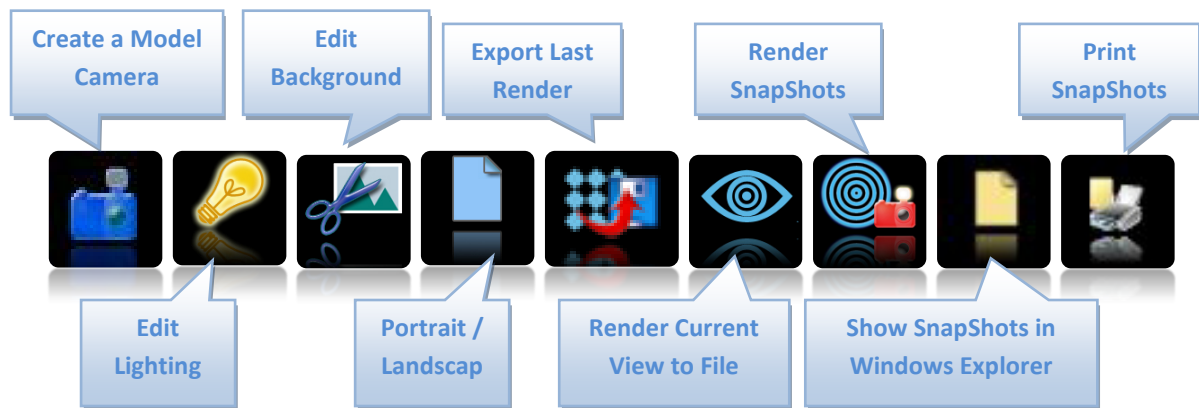 Create a Model
Camera
Edit
Background
Export Last
Render
Render
SnapShots
Print
SnapShots
Edit
Lighting
Portrait /
Landscap
Render Current
View to File
Show SnapShots in
Windows Explorer